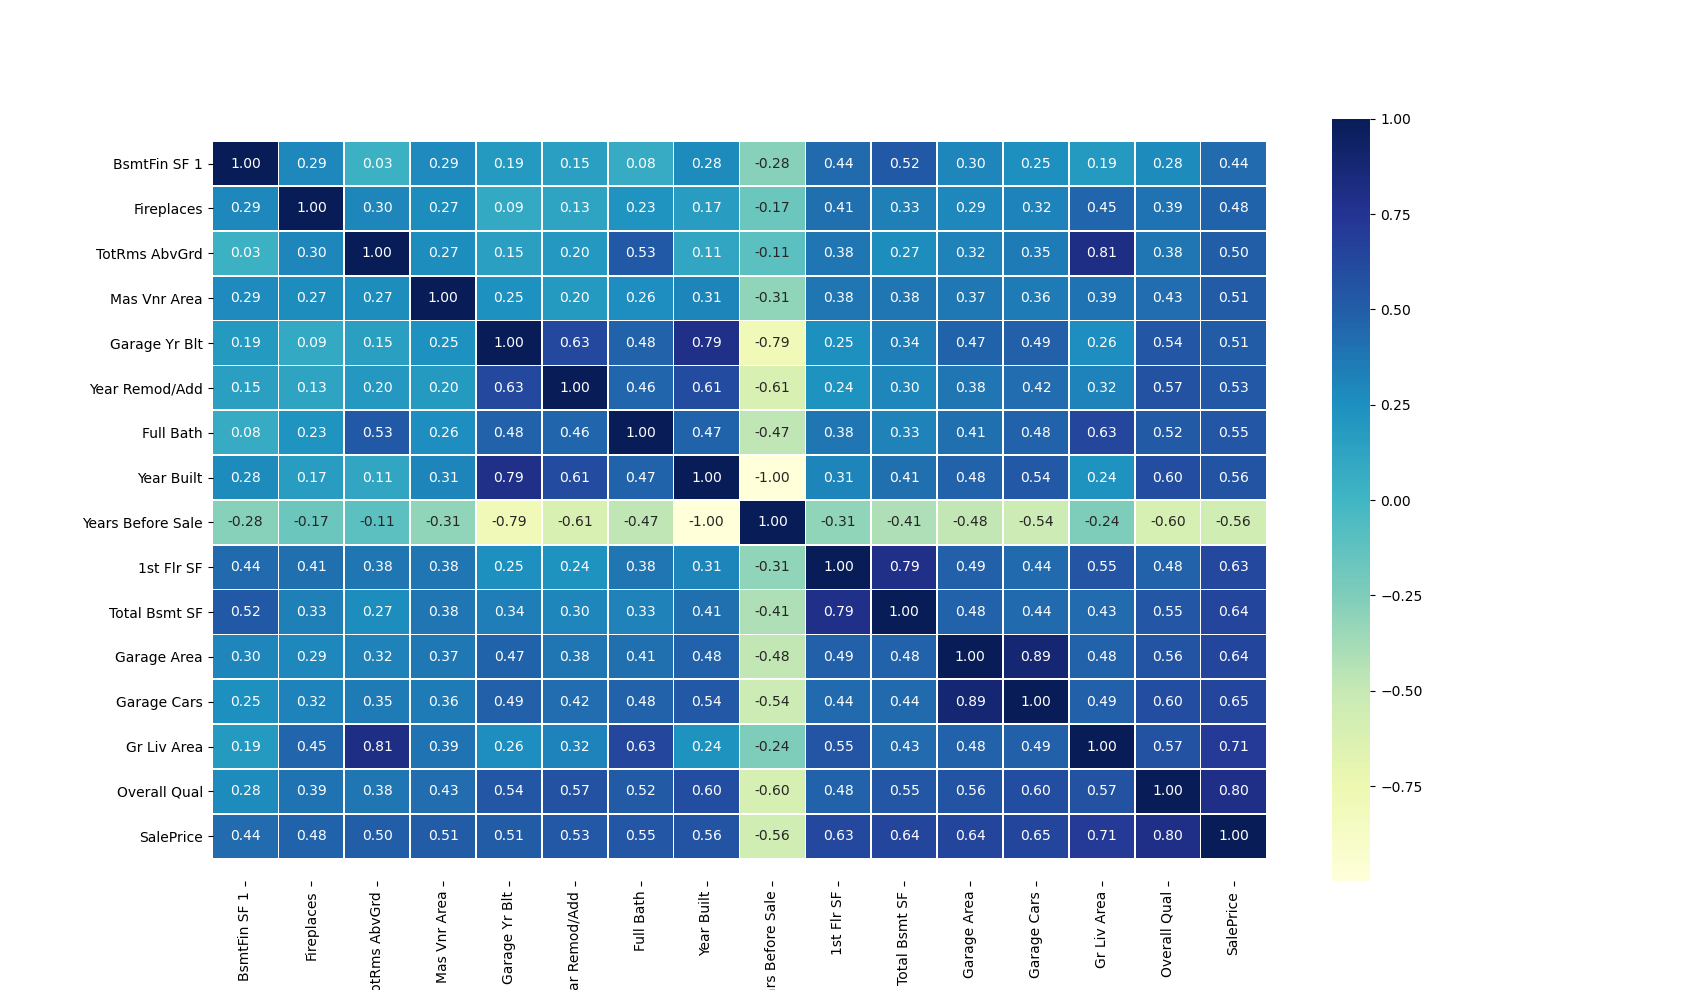 1.00
BsmtFin SF 1 1.00 0.29 0.03 0.29 0.19 0.15 0.08 0.28 -0.28 0.44 0.52 0.30 0.25 0.19 0.28 0.44
Fireplaces 0.29 1.00 0.30 0.27 0.09 0.13 0.23 0.17 -0.17 0.41 0.33 0.29 0.32 0.45 0.39 0.48
0.75
TotRms AbvGrd 0.03 0.30 1.00 0.27 0.15 0.20 0.53 0.11 -0.11 0.38 0.27 0.32 0.35 0.81 0.38 0.50
Mas Vnr Area 0.29 0.27 0.27 1.00 0.25 0.20 0.26 0.31 -0.31 0.38 0.38 0.37 0.36 0.39 0.43 0.51
0.50
Garage Yr Blt 0.19 0.09 0.15 0.25 1.00 0.63 0.48 0.79 -0.79 0.25 0.34 0.47 0.49 0.26 0.54 0.51
Year Remod/Add 0.15 0.13 0.20 0.20 0.63 1.00 0.46 0.61 -0.61 0.24 0.30 0.38 0.42 0.32 0.57 0.53
0.25
Full Bath 0.08 0.23 0.53 0.26 0.48 0.46 1.00 0.47 -0.47 0.38 0.33 0.41 0.48 0.63 0.52 0.55
Year Built 0.28 0.17 0.11 0.31 0.79 0.61 0.47 1.00 -1.00 0.31 0.41 0.48 0.54 0.24 0.60 0.56
0.00
Years Before Sale -0.28 -0.17 -0.11 -0.31 -0.79 -0.61 -0.47 -1.00 1.00 -0.31 -0.41 -0.48 -0.54 -0.24 -0.60 -0.56
1st Flr SF 0.44 0.41 0.38 0.38 0.25 0.24 0.38 0.31 -0.31 1.00 0.79 0.49 0.44 0.55 0.48 0.63
−0.25
Total Bsmt SF 0.52 0.33 0.27 0.38 0.34 0.30 0.33 0.41 -0.41 0.79 1.00 0.48 0.44 0.43 0.55 0.64
Garage Area 0.30 0.29 0.32 0.37 0.47 0.38 0.41 0.48 -0.48 0.49 0.48 1.00 0.89 0.48 0.56 0.64
−0.50
Garage Cars 0.25 0.32 0.35 0.36 0.49 0.42 0.48 0.54 -0.54 0.44 0.44 0.89 1.00 0.49 0.60 0.65
Gr Liv Area 0.19 0.45 0.81 0.39 0.26 0.32 0.63 0.24 -0.24 0.55 0.43 0.48 0.49 1.00 0.57 0.71
−0.75
Overall Qual 0.28 0.39 0.38 0.43 0.54 0.57 0.52 0.60 -0.60 0.48 0.55 0.56 0.60 0.57 1.00 0.80
SalePrice 0.44 0.48 0.50 0.51 0.51 0.53 0.55 0.56 -0.56 0.63 0.64 0.64 0.65 0.71 0.80 1.00
BsmtFin SF 1
Fireplaces
otRms AbvGrd
Mas Vnr Area
Garage Yr Blt
ar Remod/Add
Full Bath
Year Built
rs Before Sale
1st Flr SF
Total Bsmt SF
Garage Area
Garage Cars
Gr Liv Area
Overall Qual
SalePrice